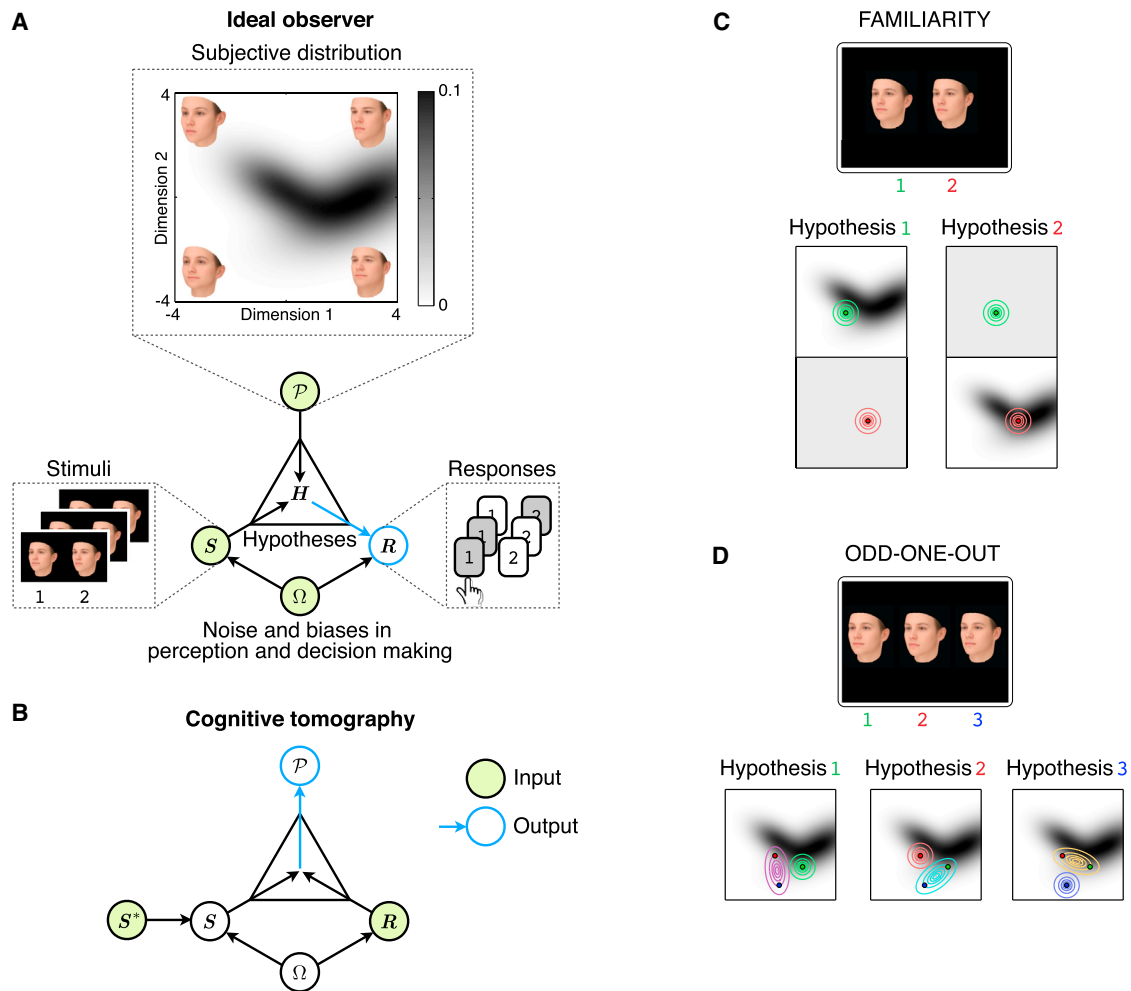 A
Ideal observer
Subjective distribution
4
Dimension 2
-4
-4
Dimension 1
4
0.1
0
𝒫
Stimuli
1 2
H
Hypotheses
S
R
Ω
Responses
1 2
1 2
1 2
Noise and biases in
perception and decision making
B
Cognitive tomography
𝒫
Input
Output
S*
S
R
Ω
C
FAMILIARITY
1 2
Hypothesis 1
Hypothesis 2
D
ODD-ONE-OUT
1 2 3
Hypothesis 1
Hypothesis 2
Hypothesis 3